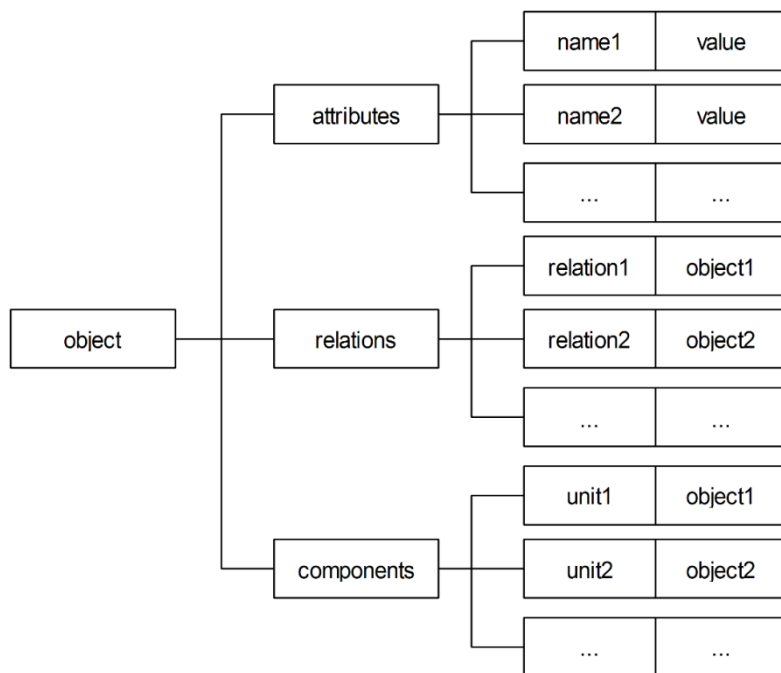 name1 value
attributes name2 value
... ...
relation1 object1
object relations relation2 object2
... ...
unit1 object1
components unit2 object2
... ...